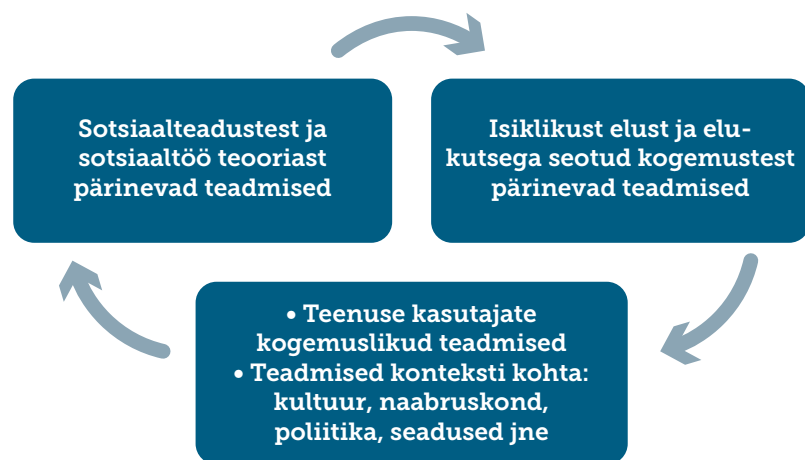 Sotsiaalteadustest ja
sotsiaaltöö teooriast
pärinevad teadmised
Isiklikust elust ja elu-
kutsega seotud kogemustest
pärinevad teadmised
• Teenuse kasutajate
kogemuslikud teadmised
• Teadmised konteksti kohta:
kultuur, naabruskond,
poliitika, seadused jne